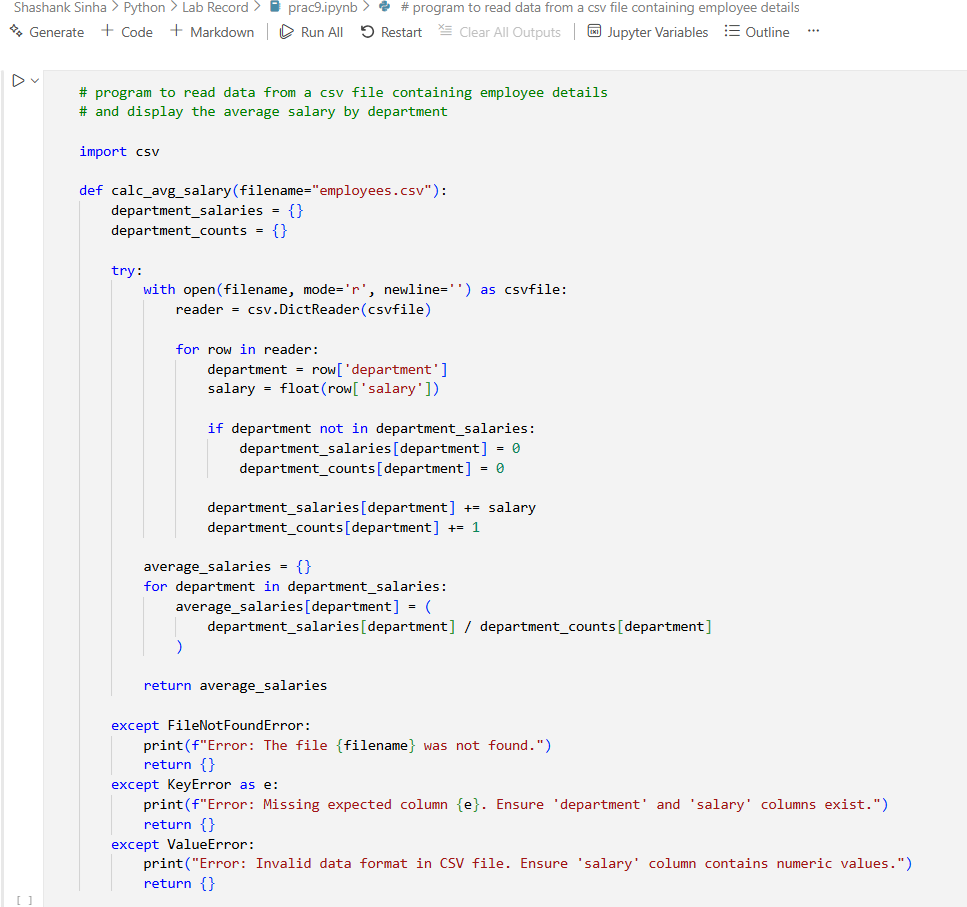 Shashank Sinha > Python > Lab Record > prac9.ipynb > # program to read data from a csv file containing employee details
Generate + Code + Markdown | Run All Restart Clear All Outputs | Jupyter Variables Outline ...
# program to read data from a csv file containing employee details
# and display the average salary by department
import csv
def calc_avg_salary(filename="employees.csv"):
    department_salaries = {}
    department_counts = {}
    try:
        with open(filename, mode='r', newline='') as csvfile:
            reader = csv.DictReader(csvfile)
            for row in reader:
                department = row['department']
                salary = float(row['salary'])
                if department not in department_salaries:
                    department_salaries[department] = 0
                    department_counts[department] = 0
                department_salaries[department] += salary
                department_counts[department] += 1
        average_salaries = {}
        for department in department_salaries:
            average_salaries[department] = (
                department_salaries[department] / department_counts[department]
            )
        return average_salaries
    except FileNotFoundError:
        print(f"Error: The file {filename} was not found.")
        return {}
    except KeyError as e:
        print(f"Error: Missing expected column {e}. Ensure 'department' and 'salary' columns exist.")
        return {}
    except ValueError:
        print("Error: Invalid data format in CSV file. Ensure 'salary' column contains numeric values.")
        return {}
[ ]